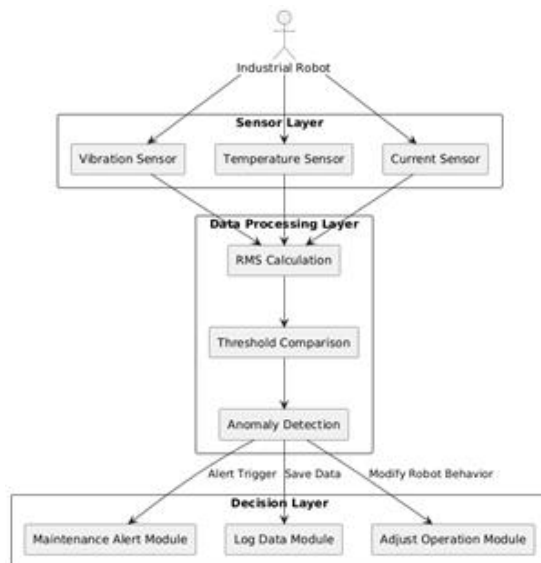 Industrial Robot
Sensor Layer
Vibration Sensor
Temperature Sensor
Current Sensor
Data Processing Layer
RMS Calculation
Threshold Comparison
Anomaly Detection
Alert Trigger
Save Data
Modify Robot Behavior
Decision Layer
Maintenance Alert Module
Log Data Module
Adjust Operation Module